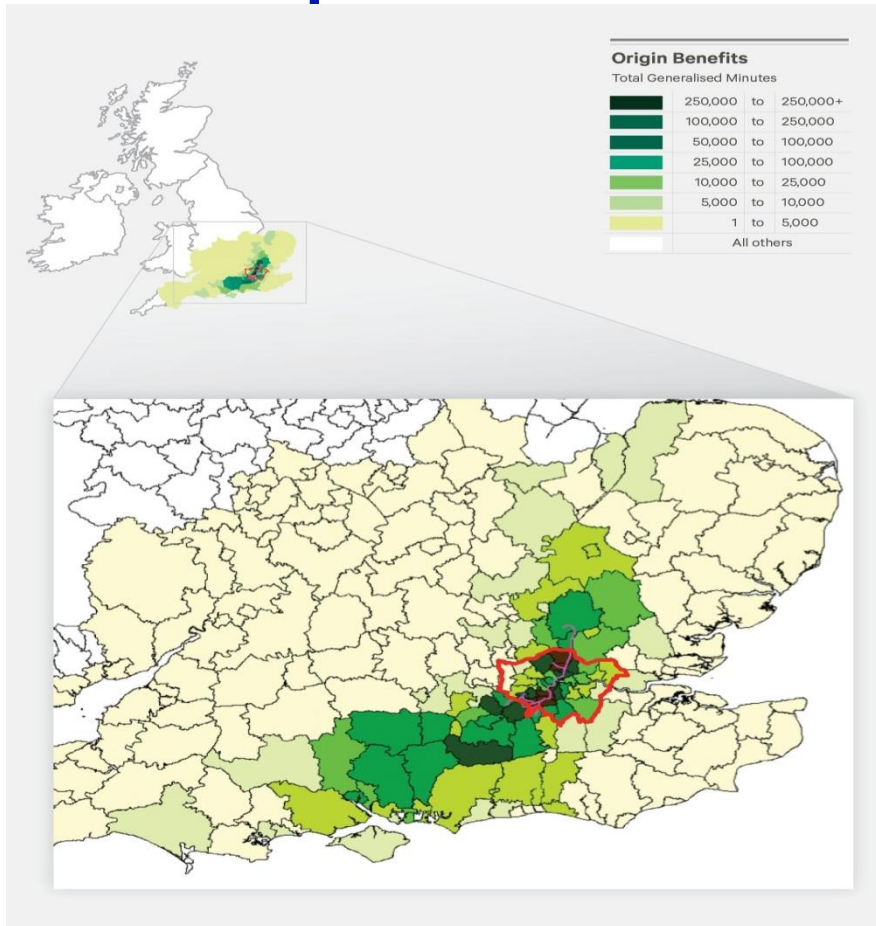 Origin Benefits
Total Generalised Minutes
250,000 to 250,000+
100,000 to 250,000
50,000 to 100,000
25,000 to 100,000
10,000 to 25,000
5,000 to 10,000
1 to 5,000
All others